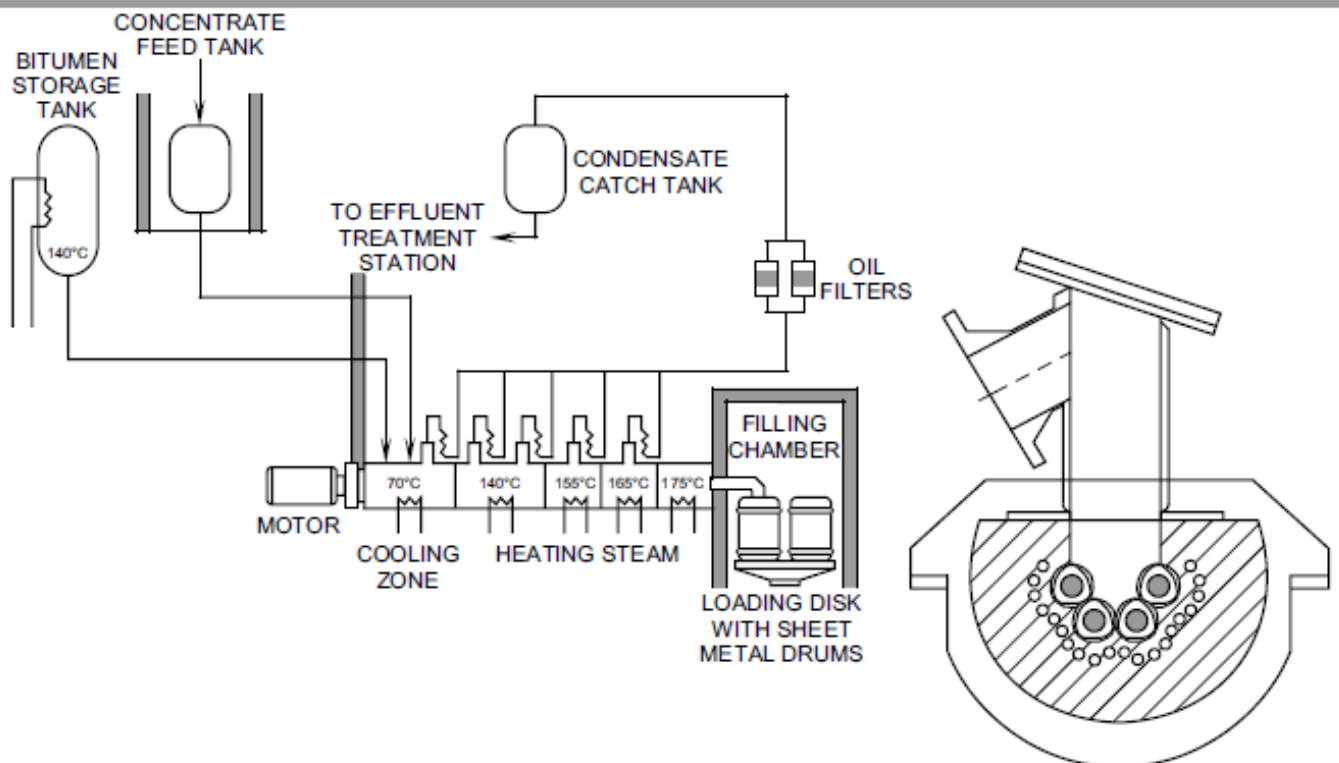 CONCENTRATE
FEED TANK
BITUMEN
STORAGE
TANK
140°C
CONDENSATE
CATCH TANK
TO EFFLUENT
TREATMENT
STATION
OIL
FILTERS
FILLING
CHAMBER
70°C
140°C
155°C
165°C
175°C
MOTOR
COOLING
ZONE
HEATING STEAM
LOADING DISK
WITH SHEET
METAL DRUMS